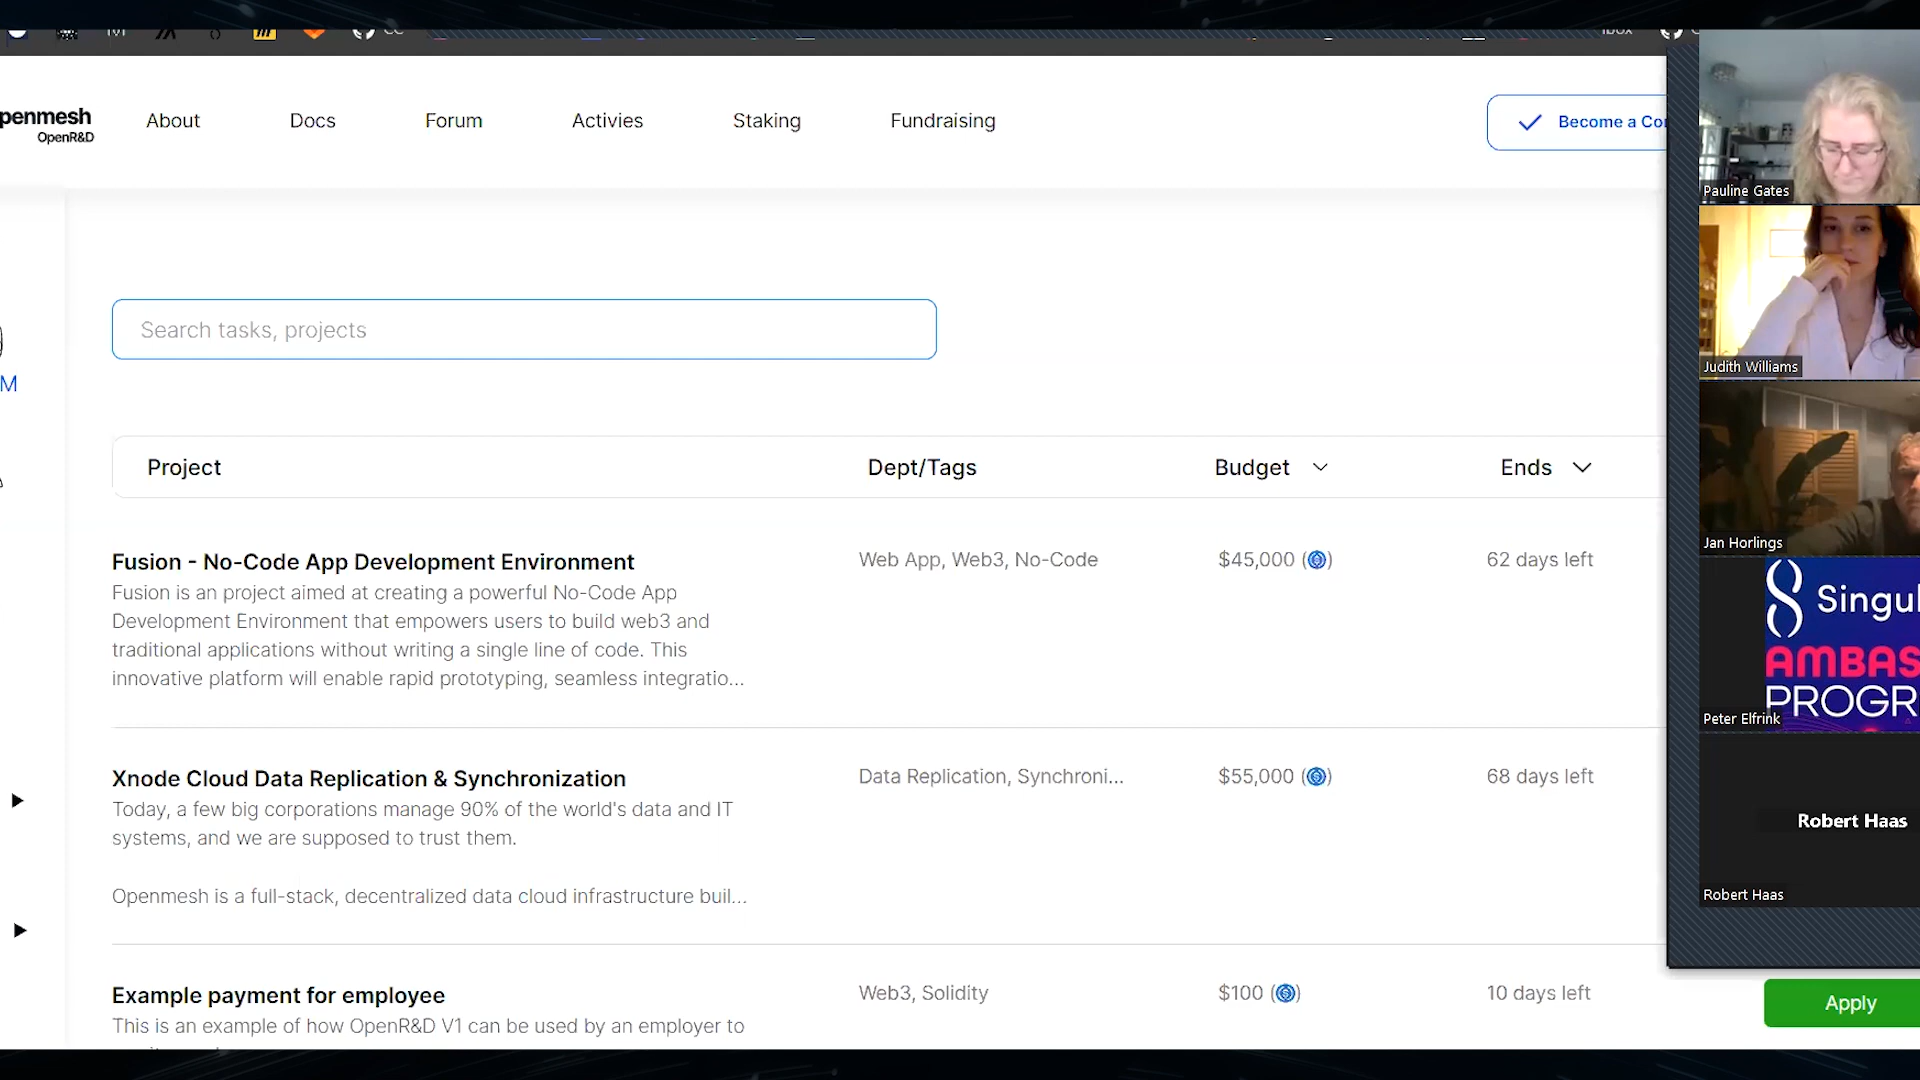 penmesh
OpenR&D
About
Docs
Forum
Activies
Staking
Fundraising
Become a Co
Search tasks, projects
M
Project
Dept/Tags
Budget
Ends
Fusion - No-Code App Development Environment
Fusion is an project aimed at creating a powerful No-Code App
Development Environment that empowers users to build web3 and
traditional applications without writing a single line of code. This
innovative platform will enable rapid prototyping, seamless integratio...
Web App, Web3, No-Code
$45,000
62 days left
Xnode Cloud Data Replication & Synchronization
Today, a few big corporations manage 90% of the world's data and IT
systems, and we are supposed to trust them.
Openmesh is a full-stack, decentralized data cloud infrastructure buil...
Data Replication, Synchroni...
$55,000
68 days left
Example payment for employee
This is an example of how OpenR&D V1 can be used by an employer to
Web3, Solidity
$100
10 days left
Apply
Pauline Gates
Judith Williams
Jan Horlings
Singul
AMBAS
PROGR
Peter Elfrink
Robert Haas
Robert Haas